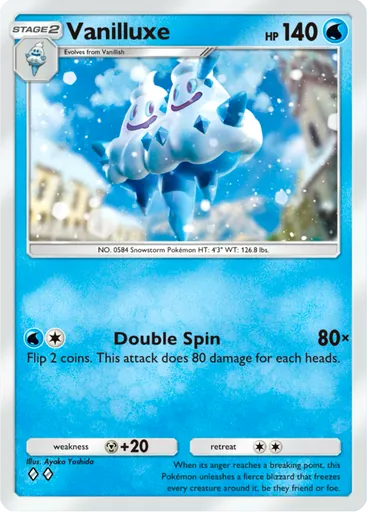 STAGE2 Vanilluxe HP 140
Evolves from Vanillish
NO. 0584 Snowstorm Pokémon HT: 4'3" WT: 126.8 lbs.
Double Spin 80×
Flip 2 coins. This attack does 80 damage for each heads.
weakness +20 retreat
Illus. Ayako Yoshida
When its anger reaches a breaking point, this
Pokémon unleashes a fierce blizzard that freezes
every creature around it, be they friend or foe.